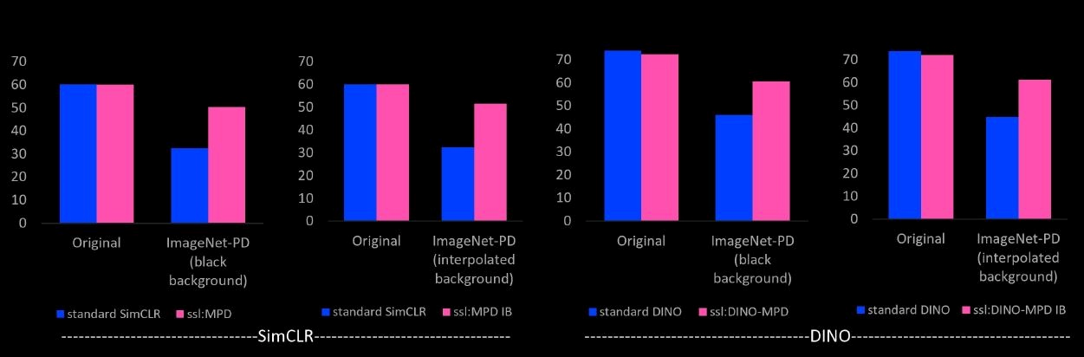 70
60
50
40
30
20
10
0
Original
ImageNet-PD
(black
background)
standard SimCLR ssl:MPD
70
60
50
40
30
20
10
0
Original
ImageNet-PD
(interpolated
background)
standard SimCLR ssl:MPD IB
-----------------------------SimCLR-----------------------------
70
60
50
40
30
20
10
0
Original
ImageNet-PD
(black
background)
standard DINO ssl:DINO-MPD
70
60
50
40
30
20
10
0
Original
ImageNet-PD
(interpolated
background)
standard DINO ssl:DINO-MPD IB
---------------------------------DINO---------------------------------